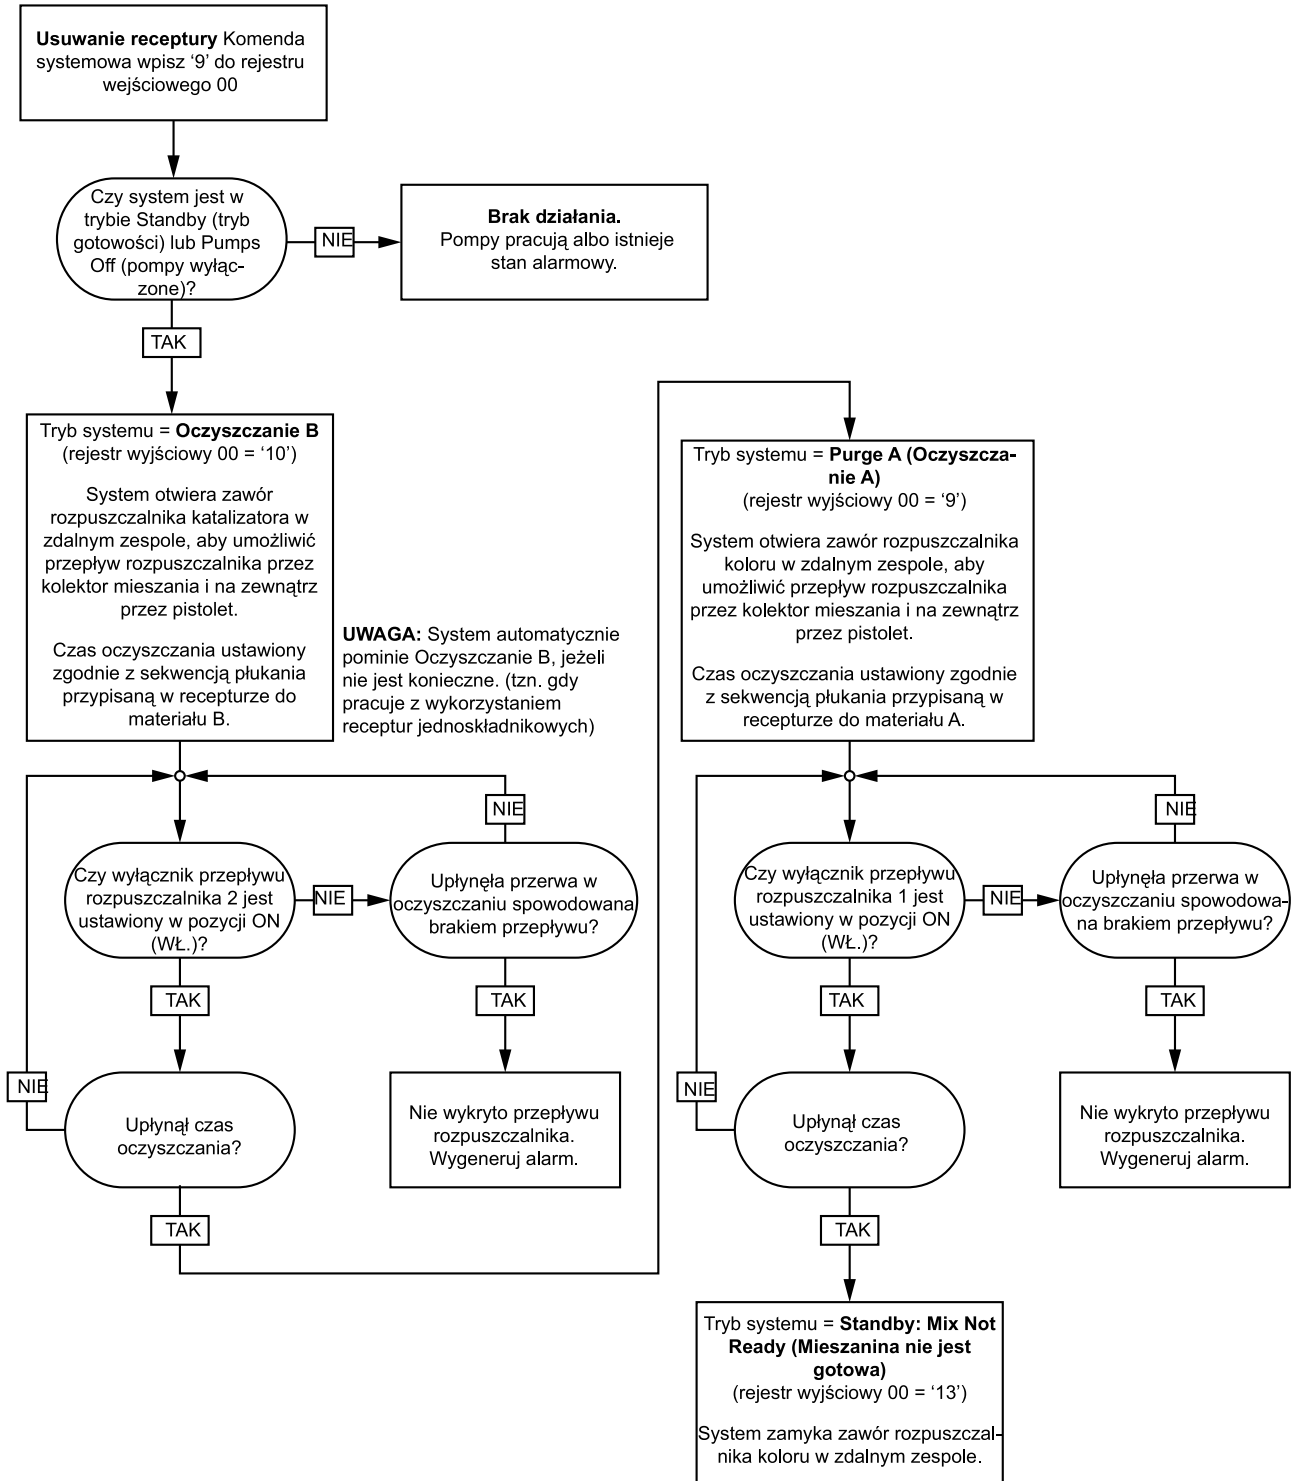 Usuwanie receptury Komenda
systemowa wpisz ‘9’ do rejestru
wejściowego 00
Czy system jest w
trybie Standby (tryb
gotowości) lub Pumps
Off (pompy wyłąc-
zone)?
NIE
Brak działania.
Pompy pracują albo istnieje
stan alarmowy.
TAK
Tryb systemu = Oczyszczanie B
(rejestr wyjściowy 00 = ‘10’)
System otwiera zawór
rozpuszczalnika katalizatora w
zdalnym zespole, aby umożliwić
przepływ rozpuszczalnika przez
kolektor mieszania i na zewnątrz
przez pistolet.
Czas oczyszczania ustawiony
zgodnie z sekwencją płukania
przypisaną w recepturze do
materiału B.
UWAGA: System automatycznie
pominie Oczyszczanie B, jeżeli
nie jest konieczne. (tzn. gdy
pracuje z wykorzystaniem
receptur jednoskładnikowych)
NIE
Czy wyłącznik przepływu
rozpuszczalnika 2 jest
ustawiony w pozycji ON
(WŁ.)?
NIE
Upłynęła przerwa w
oczyszczaniu spowodowana
brakiem przepływu?
TAK
TAK
NIE
Upłynął czas
oczyszczania?
Nie wykryto przepływu
rozpuszczalnika.
Wygeneruj alarm.
TAK
Tryb systemu = Purge A (Oczyszcza-
nie A)
(rejestr wyjściowy 00 = ‘9’)
System otwiera zawór rozpuszczalnika
koloru w zdalnym zespole, aby
umożliwić przepływ rozpuszczalnika
przez kolektor mieszania i na zewnątrz
przez pistolet.
Czas oczyszczania ustawiony zgodnie
z sekwencją płukania przypisaną w
recepturze do materiału A.
NIE
Czy wyłącznik przepływu
rozpuszczalnika 1 jest
ustawiony w pozycji ON
(WŁ.)?
NIE
Upłynęła przerwa w
oczyszczaniu spowodowa-
na brakiem przepływu?
TAK
TAK
NIE
Upłynął czas
oczyszczania?
Nie wykryto przepływu
rozpuszczalnika.
Wygeneruj alarm.
TAK
Tryb systemu = Standby: Mix Not
Ready (Mieszanina nie jest
gotowa)
(rejestr wyjściowy 00 = ‘13’)
System zamyka zawór rozpuszczal-
nika koloru w zdalnym zespole.